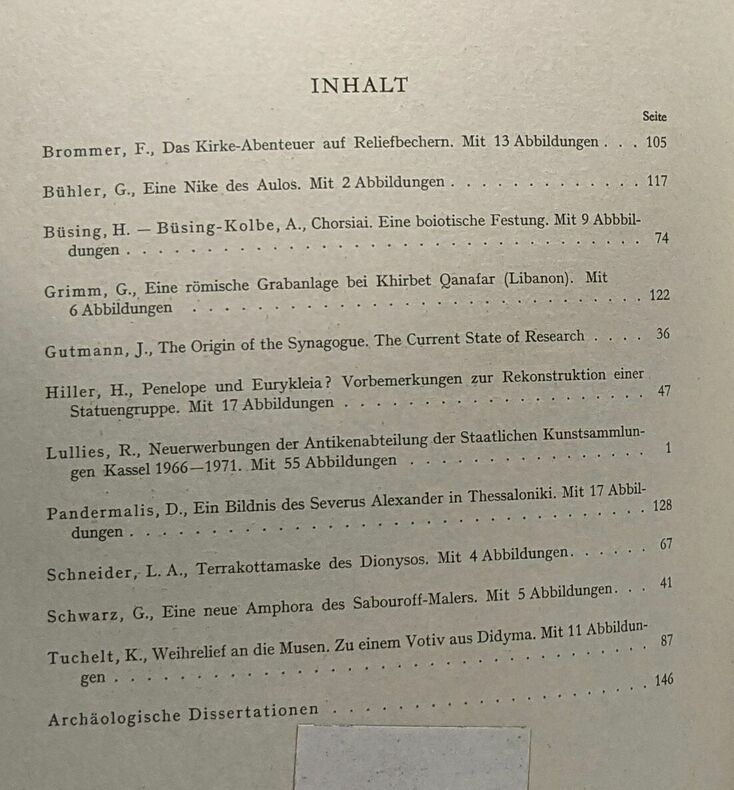 INHALT
Seite
Brommer, F., Das Kirke-Abenteuer auf Reliefbechern. Mit 13 Abbildungen . . . 105
Bühler, G., Eine Nike des Aulos. Mit 2 Abbildungen . . . . . . . . . . . . . 117
Büsing, H. — Büsing-Kolbe, A., Chorsiai. Eine boiotische Festung. Mit 9 Abbbil-
dungen . . . . . . . . . . . . . . . . . . . . . . . . . . . . . . . . 74
Grimm, G., Eine römische Grabanlage bei Khirbet Qanafar (Libanon). Mit
6 Abbildungen . . . . . . . . . . . . . . . . . . . . . . . . . . . . 122
Gutmann, J., The Origin of the Synagogue. The Current State of Research . . . . 36
Hiller, H., Penelope und Eurykleia? Vorbemerkungen zur Rekonstruktion einer
Statuengruppe. Mit 17 Abbildungen . . . . . . . . . . . . . . . . . . 47
Lullies, R., Neuerwerbungen der Antikenabteilung der Staatlichen Kunstsammlun-
gen Kassel 1966—1971. Mit 55 Abbildungen . . . . . . . . . . . . . . 1
Pandermalis, D., Ein Bildnis des Severus Alexander in Thessaloniki. Mit 17 Abbil-
dungen . . . . . . . . . . . . . . . . . . . . . . . . . . . . . . . . 128
Schneider, L. A., Terrakottamaske des Dionysos. Mit 4 Abbildungen. . . . . . 67
Schwarz, G., Eine neue Amphora des Sabouroff-Malers. Mit 5 Abbildungen. . . 41
Tuchelt, K., Weihrelief an die Musen. Zu einem Votiv aus Didyma. Mit 11 Abbildun-
gen . . . . . . . . . . . . . . . . . . . . . . . . . . . . . . . . . 87
Archäologische Dissertationen . . . . . . . . . . . . . . . . . . . . 146